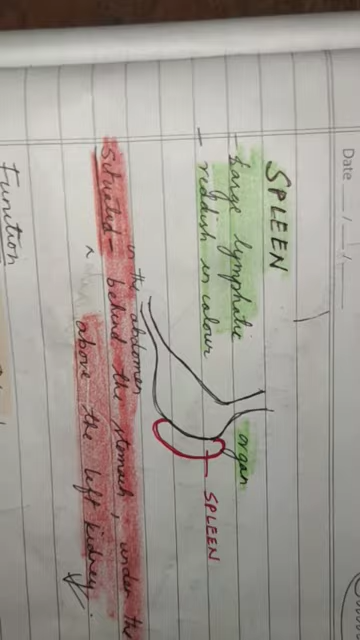 Date
SPLEEN
- Large lymphatic organ
- reddish in colour
SPLEEN
in the abdomen
Situated - behind the stomach, under the
above the left kidney.
Function